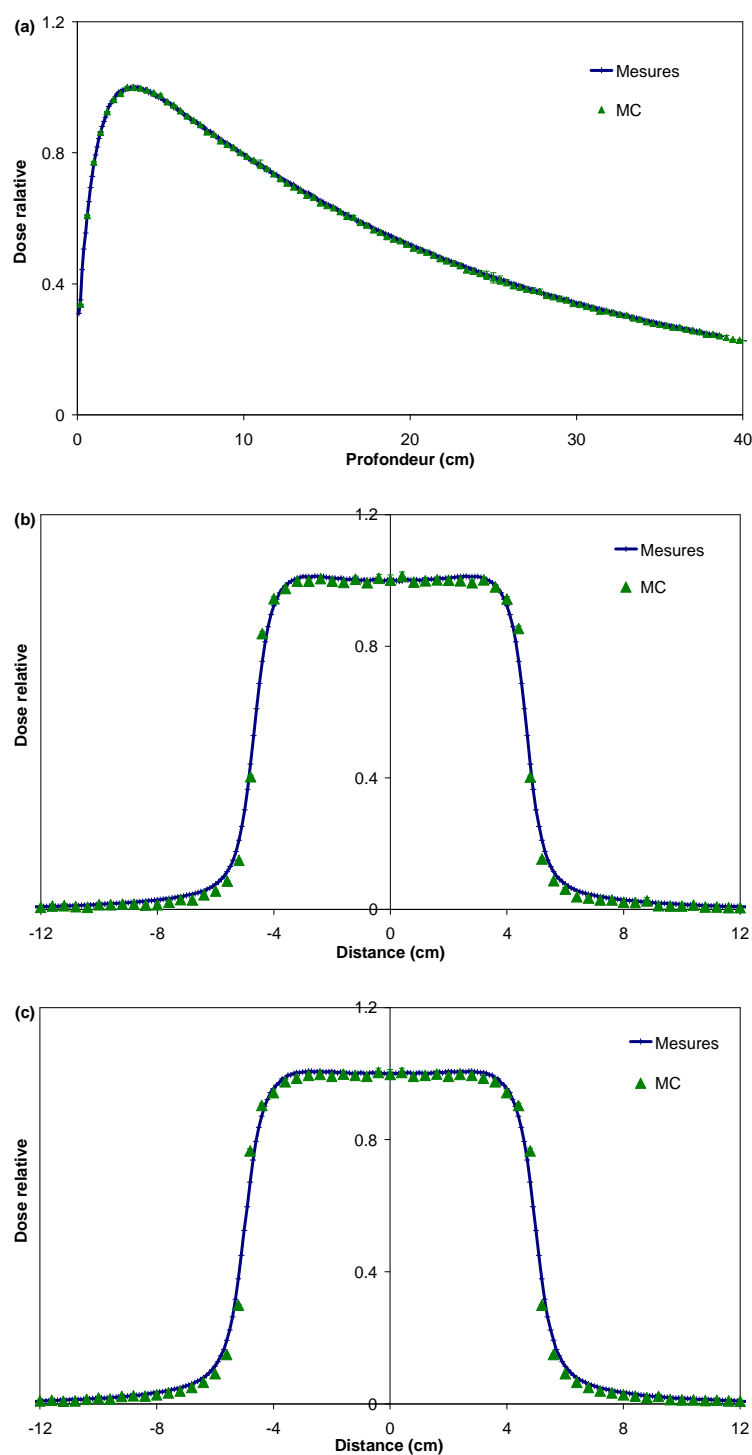 (a)
1.2
Mesures
MC
0.8
Dose ralative
0.4
0
0 10 20 30 40
Profondeur (cm)
(b)
1.2
Mesures
MC
0.8
Dose relative
0.4
0
-12 -8 -4 0 4 8 12
Distance (cm)
(c)
1.2
Mesures
MC
0.8
Dose relative
0.4
0
-12 -8 -4 0 4 8 12
Distance (cm)